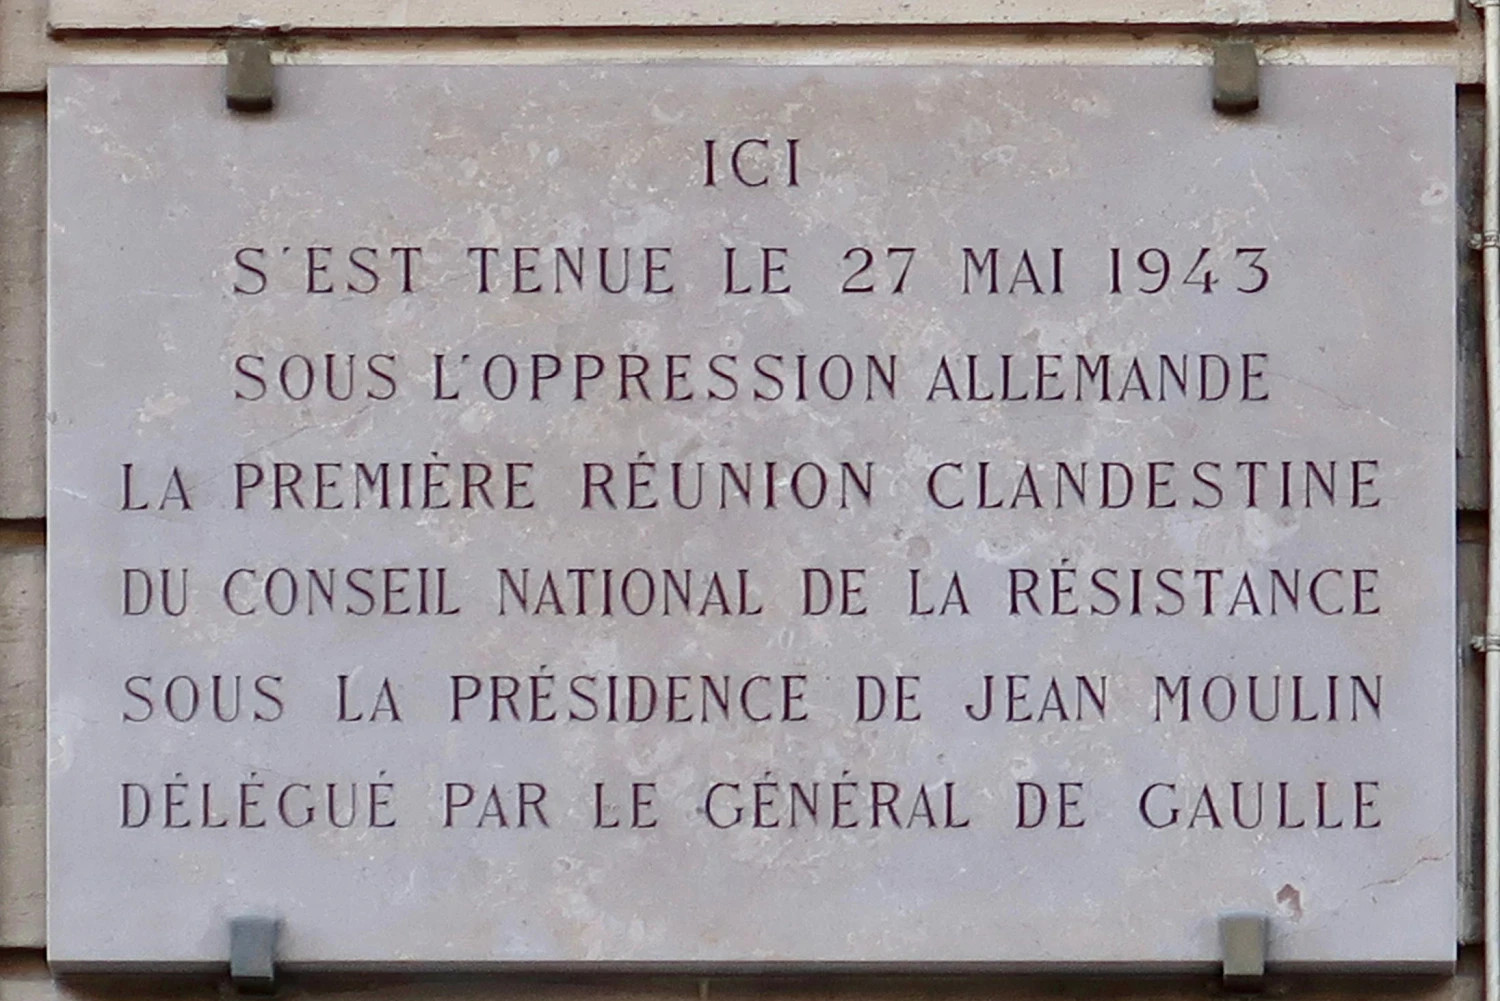 ICI
S'EST TENUE LE 27 MAI 1943
SOUS L'OPPRESSION ALLEMANDE
LA PREMIÈRE RÉUNION CLANDESTINE
DU CONSEIL NATIONAL DE LA RÉSISTANCE
SOUS LA PRÉSIDENCE DE JEAN MOULIN
DÉLÉGUÉ PAR LE GÉNÉRAL DE GAULLE